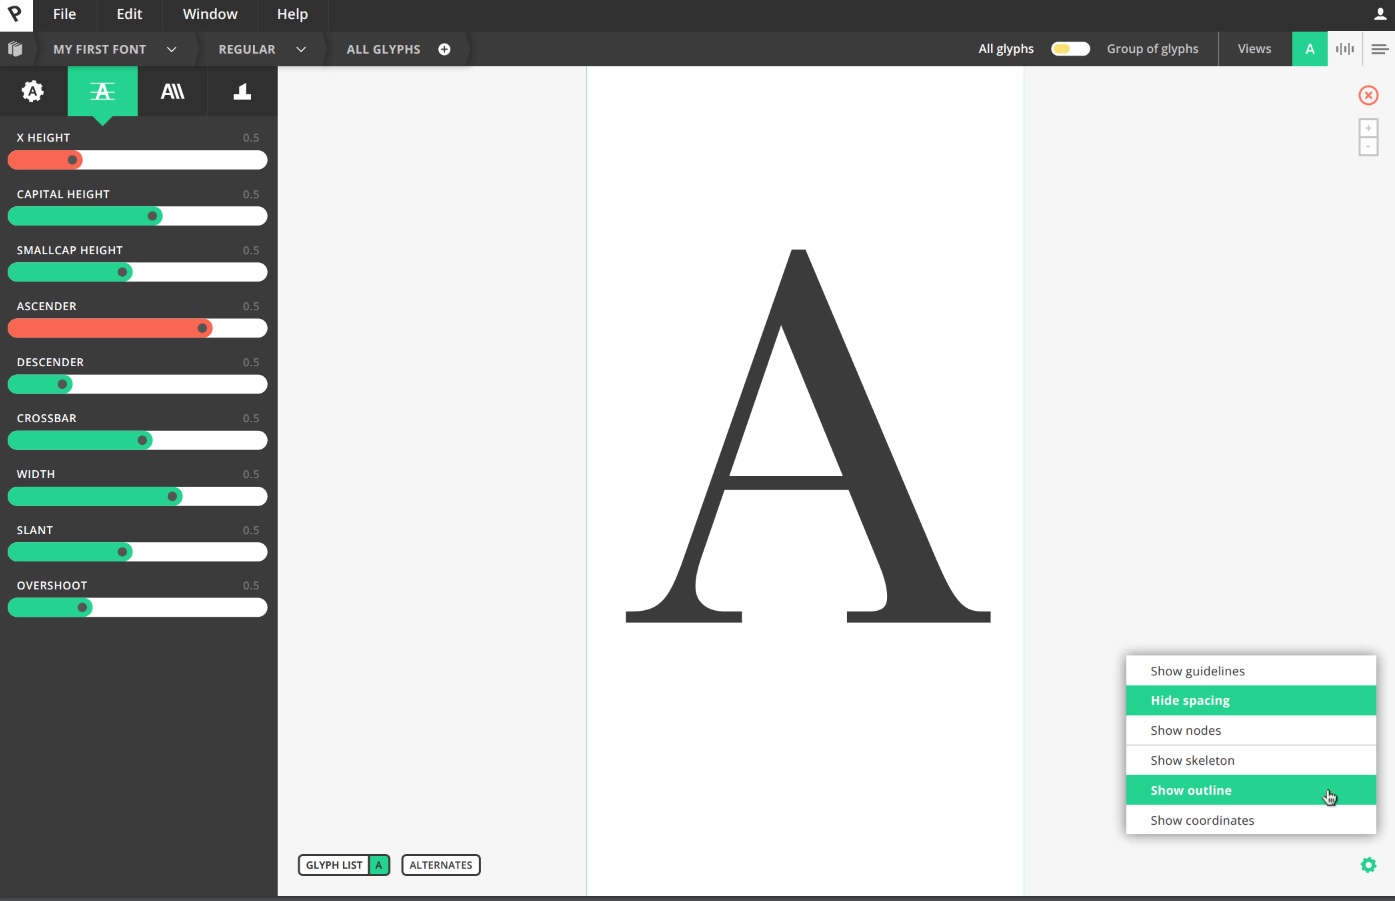 File Edit Window Help
MY FIRST FONT REGULAR ALL GLYPHS All glyphs Group of glyphs Views A
X HEIGHT 0.5
CAPITAL HEIGHT 0.5
SMALLCAP HEIGHT 0.5
ASCENDER 0.5
DESCENDER 0.5
CROSSBAR 0.5
WIDTH 0.5
SLANT 0.5
OVERSHOOT 0.5
+
-
A
Show guidelines
Hide spacing
Show nodes
Show skeleton
Show outline
Show coordinates
GLYPH LIST A ALTERNATES